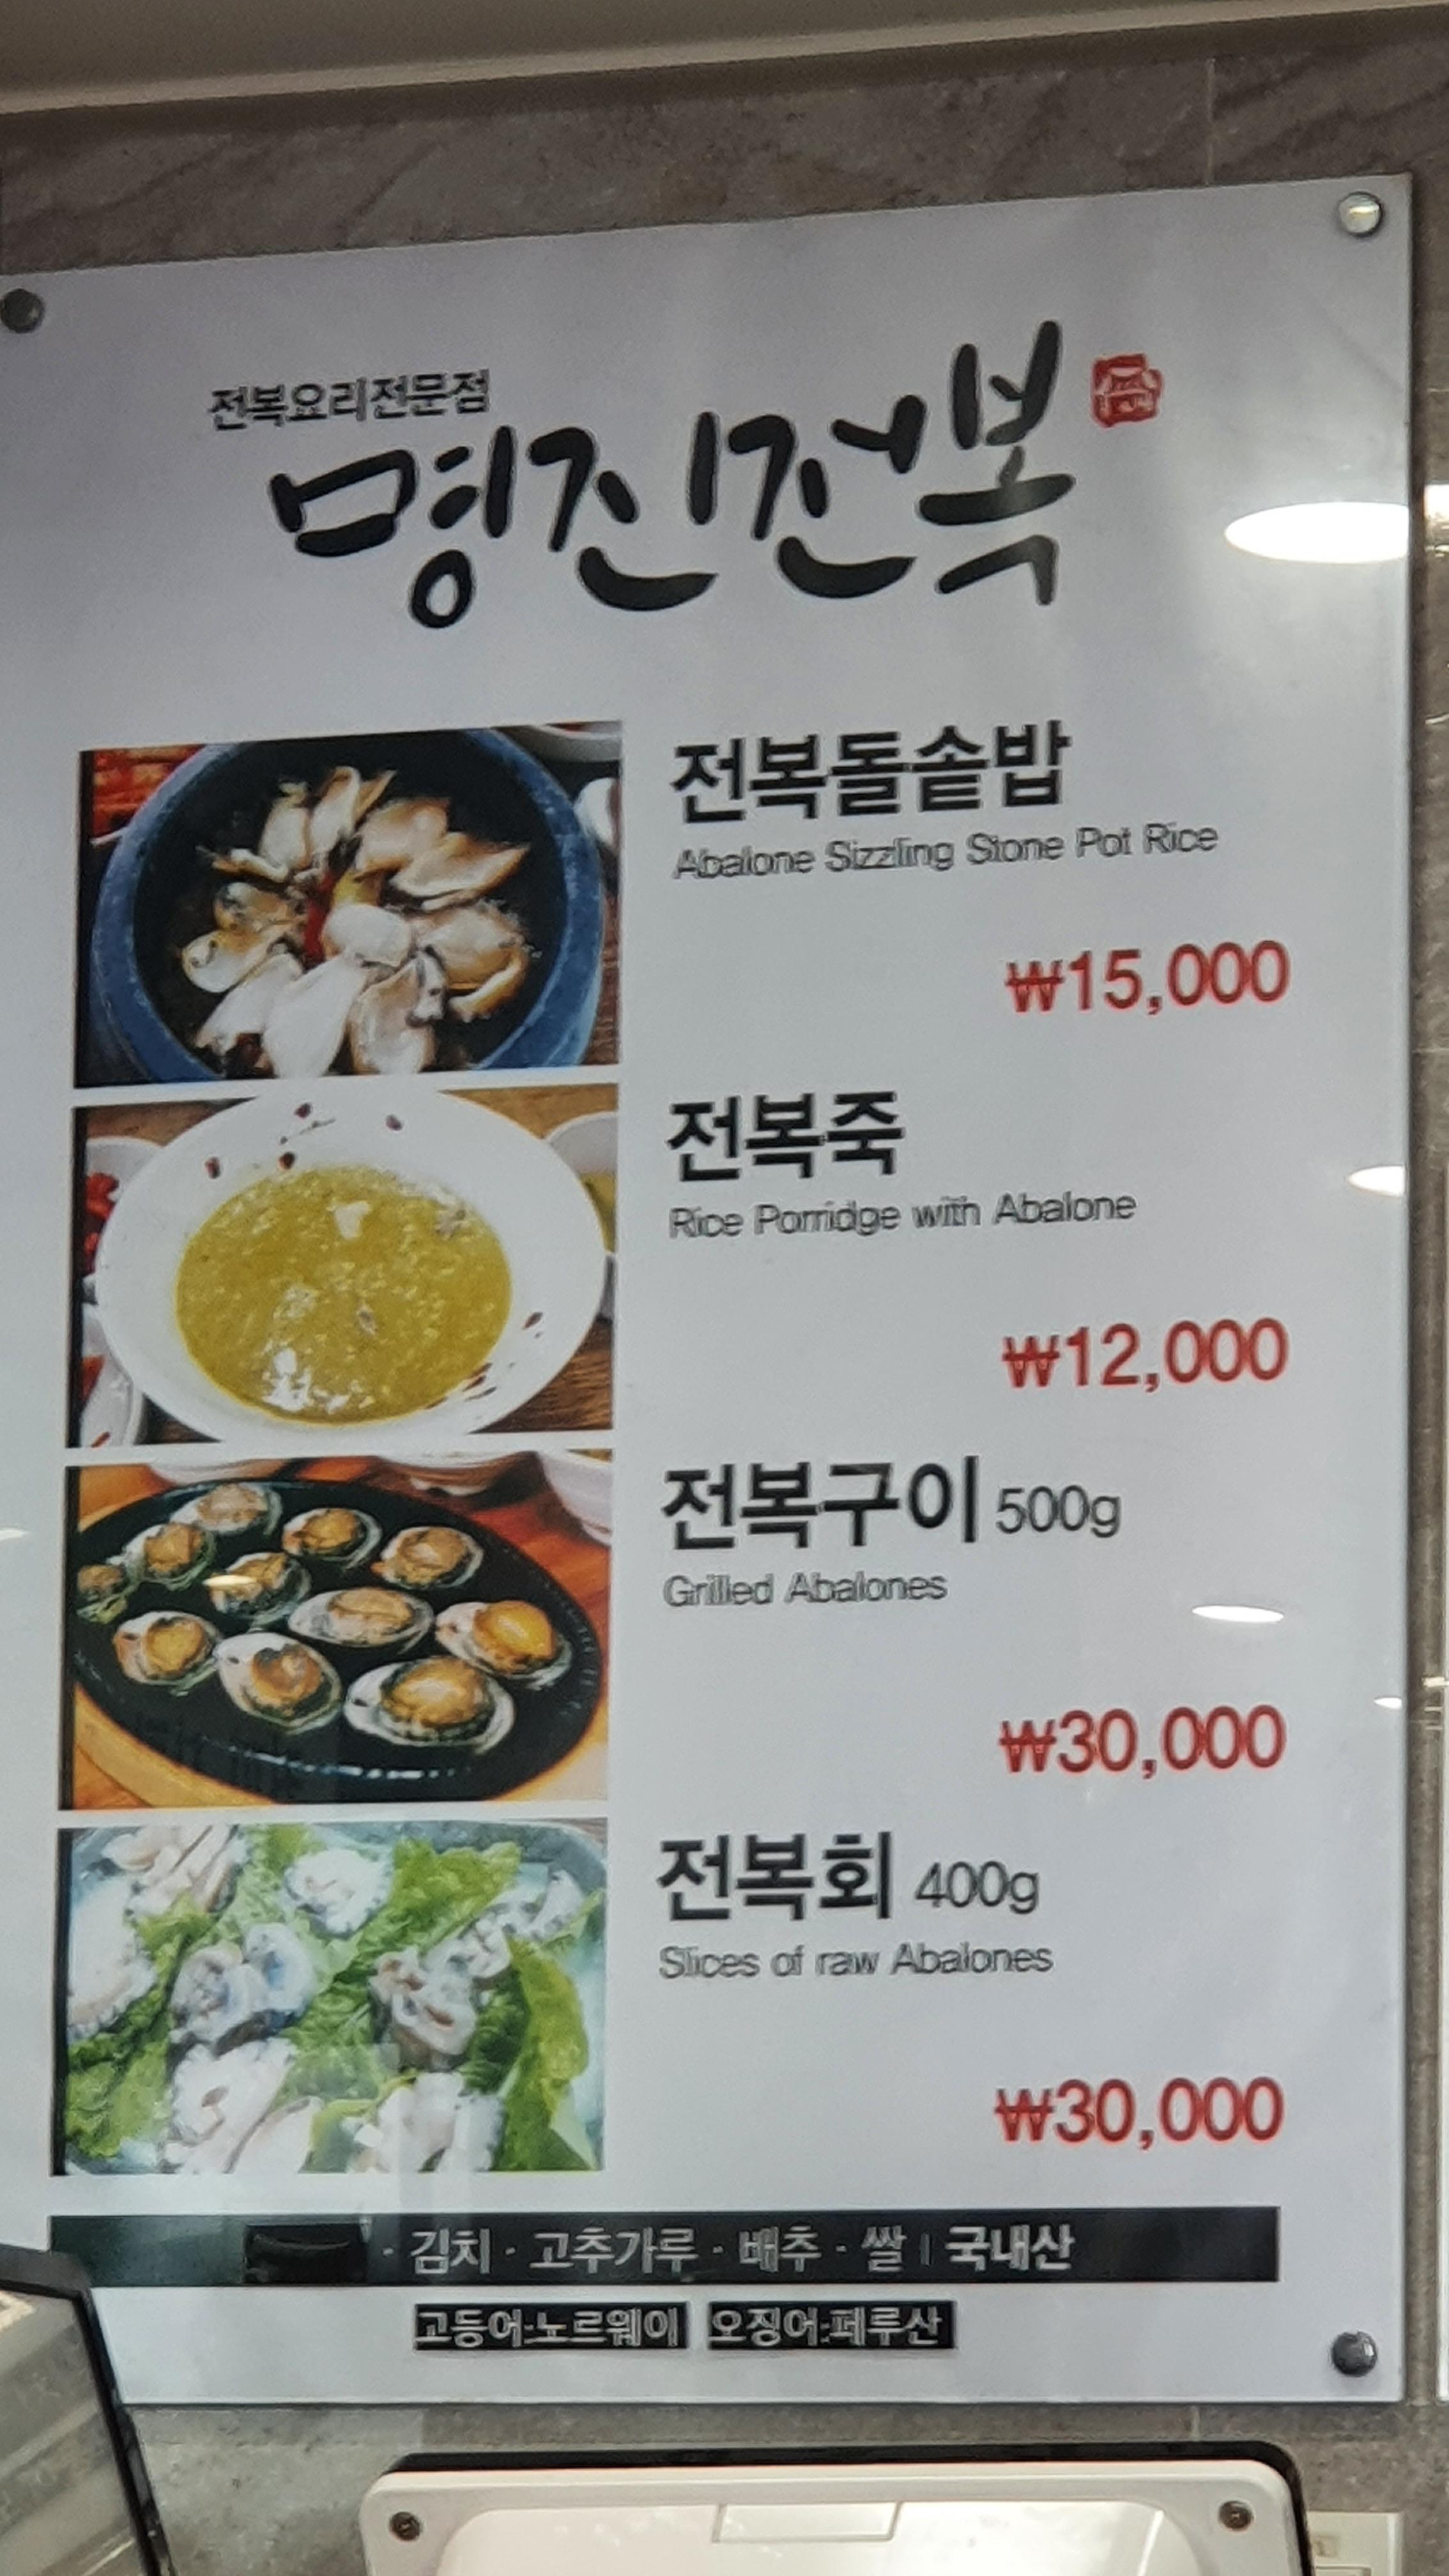 전복요리전문점
명진전복
전복돌솥밥
Abalone Sizzling Stone Pot Rice
₩15,000
전복죽
Rice Porridge with Abalone
₩12,000
전복구이 500g
Grilled Abalones
₩30,000
전복회 400g
Slices of raw Abalones
₩30,000
· 김치 · 고추가루 · 배추 · 쌀 | 국내산
고등어:노르웨이 오징어:페루산